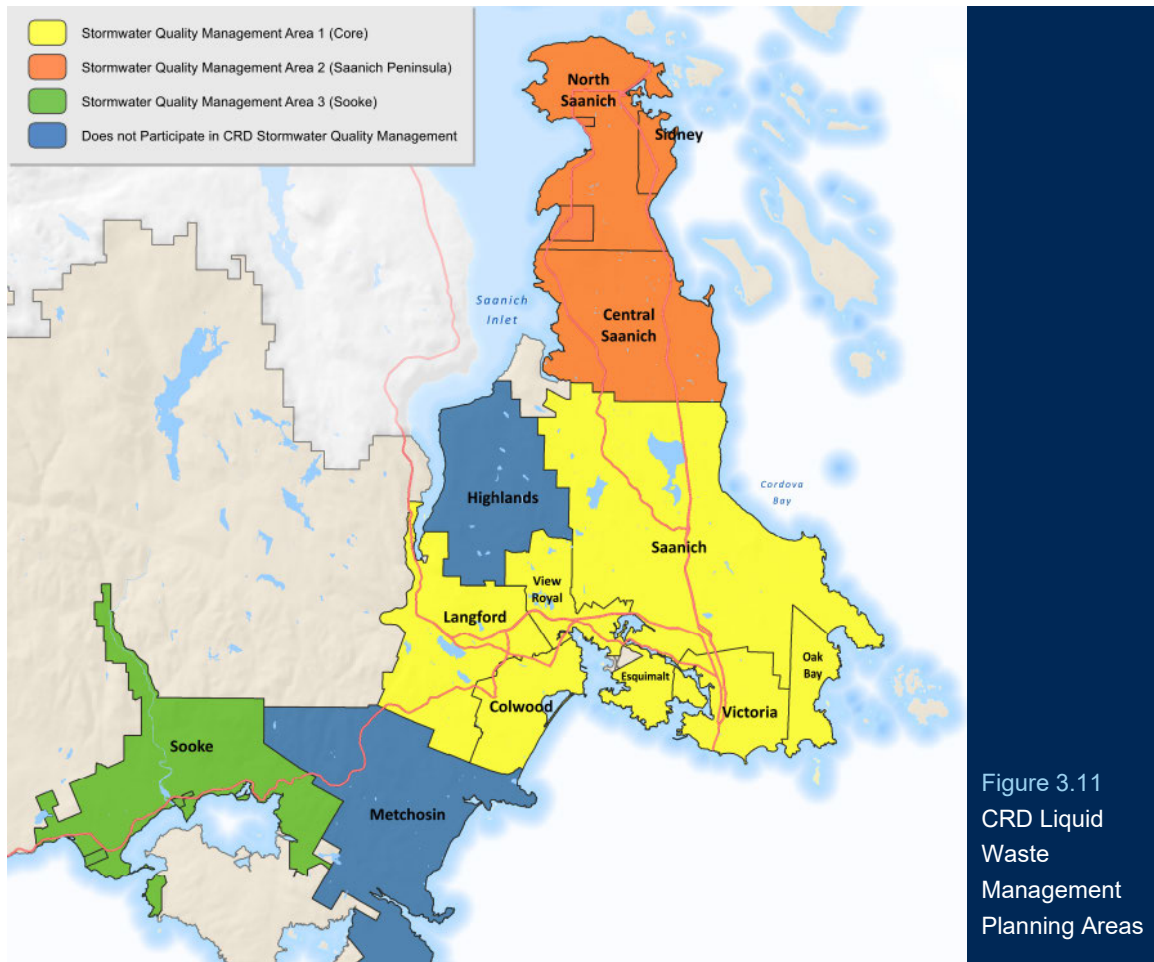 Stormwater Quality Management Area 1 (Core)
Stormwater Quality Management Area 2 (Saanich Peninsula)
Stormwater Quality Management Area 3 (Sooke)
Does not Participate in CRD Stormwater Quality Management
North
Saanich
Sidney
Saanich
Inlet
Central
Saanich
Highlands
Cordova
Bay
Saanich
View
Royal
Langford
Oak
Bay
Esquimalt
Colwood
Victoria
Sooke
Metchosin
Figure 3.11
CRD Liquid
Waste
Management
Planning Areas